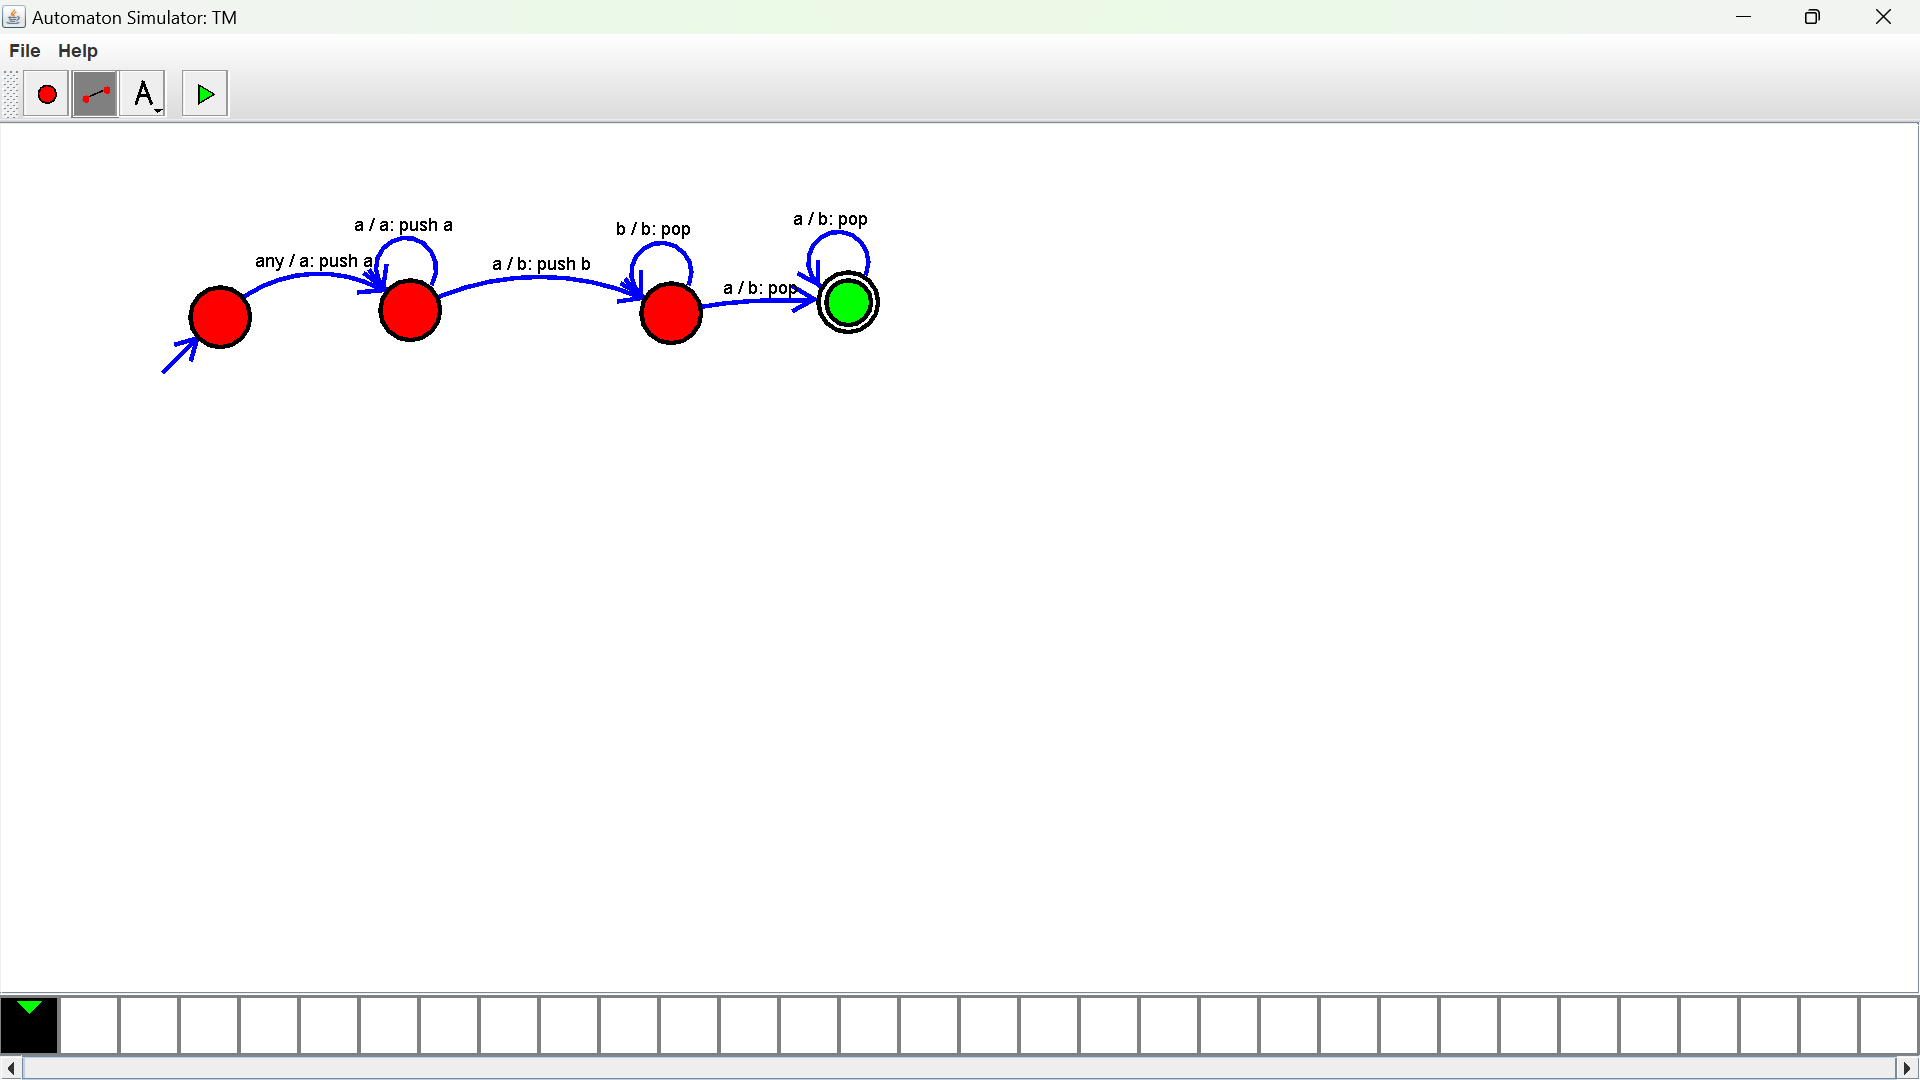 Automaton Simulator: TM
File Help
A
a / b: pop
a / a: push a
b / b: pop
any / a: push a
a / b: push b
a / b: pop